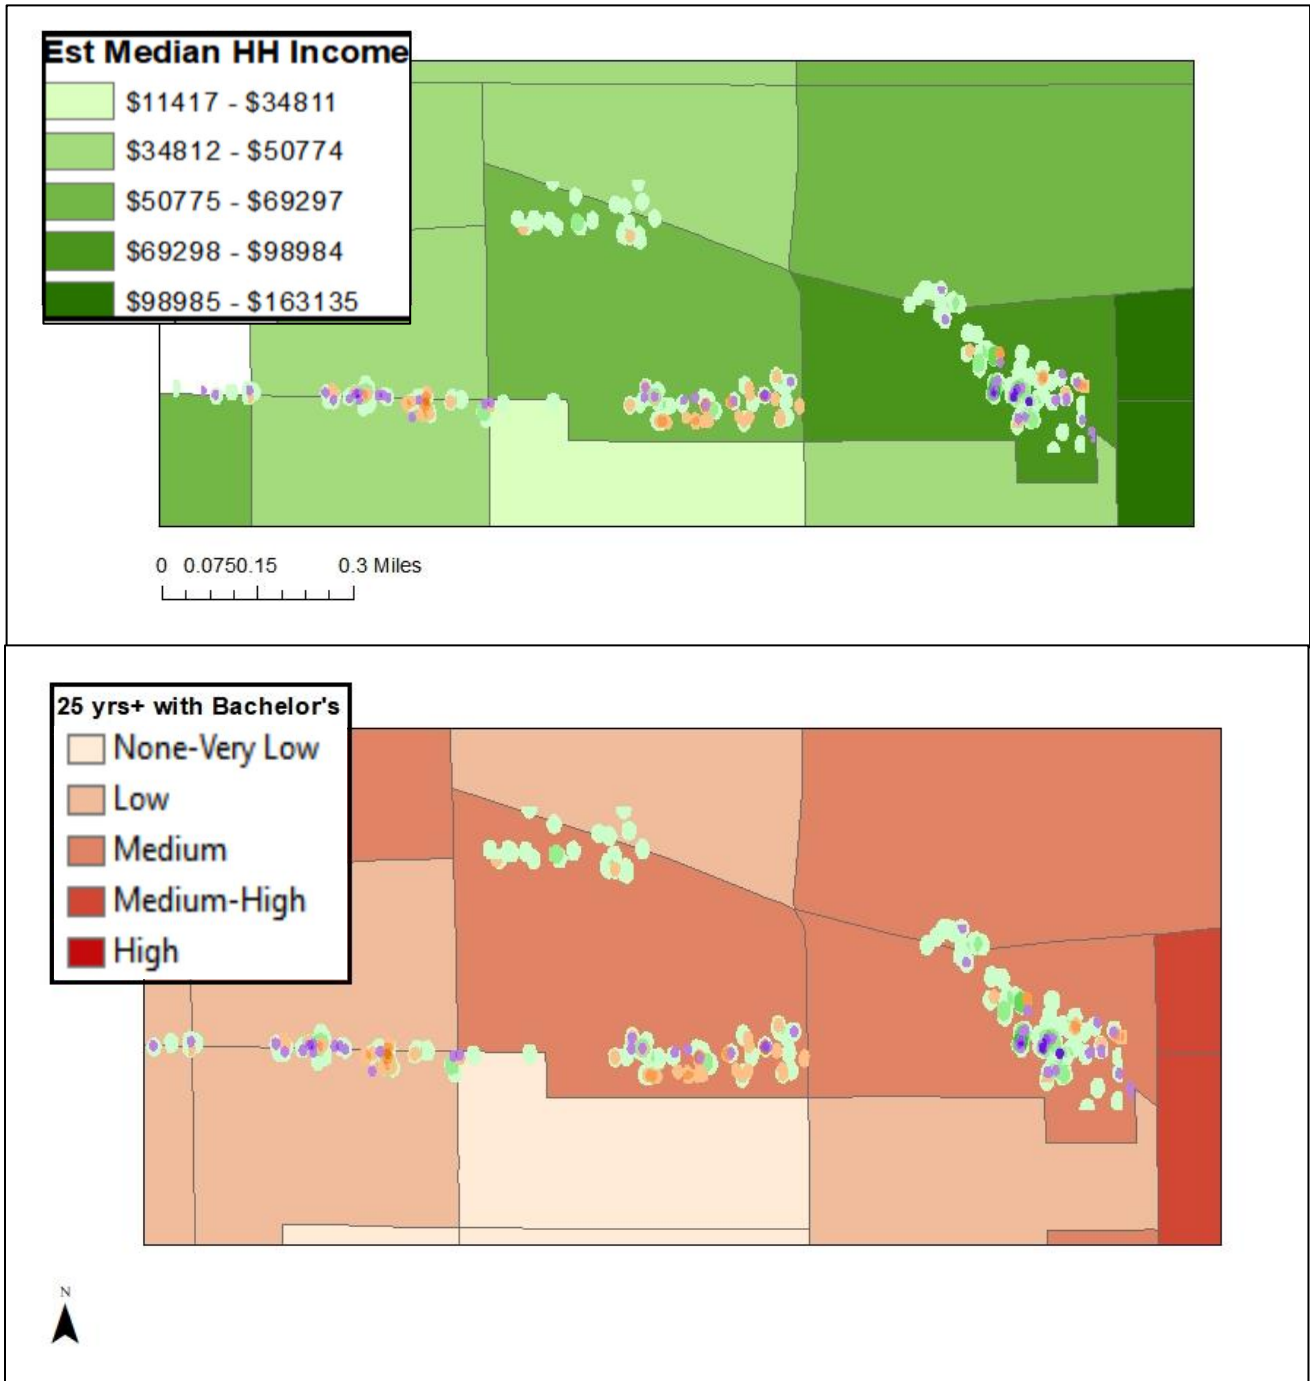 Est Median HH Income
$11417 - $34811
$34812 - $50774
$50775 - $69297
$69298 - $98984
$98985 - $163135
0 0.0750.15 0.3 Miles
25 yrs+ with Bachelor's
None-Very Low
Low
Medium
Medium-High
High
N